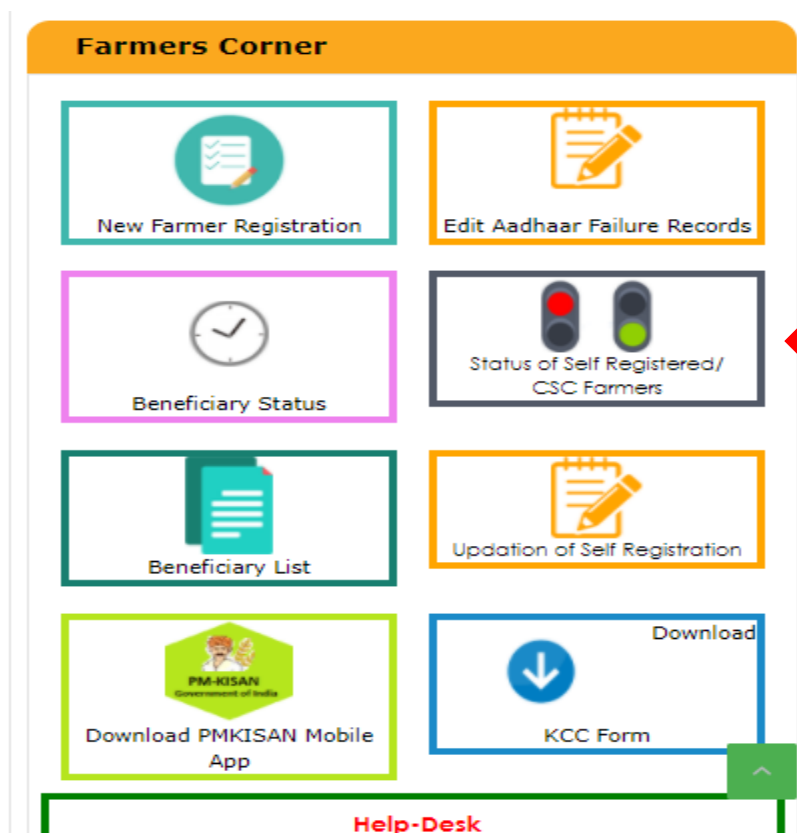 Farmers Corner
New Farmer Registration
Edit Aadhaar Failure Records
Beneficiary Status
Status of Self Registered/
CSC Farmers
Beneficiary List
Updation of Self Registration
PM-KISAN
Government of India
Download PMKISAN Mobile
App
Download
KCC Form
Help-Desk